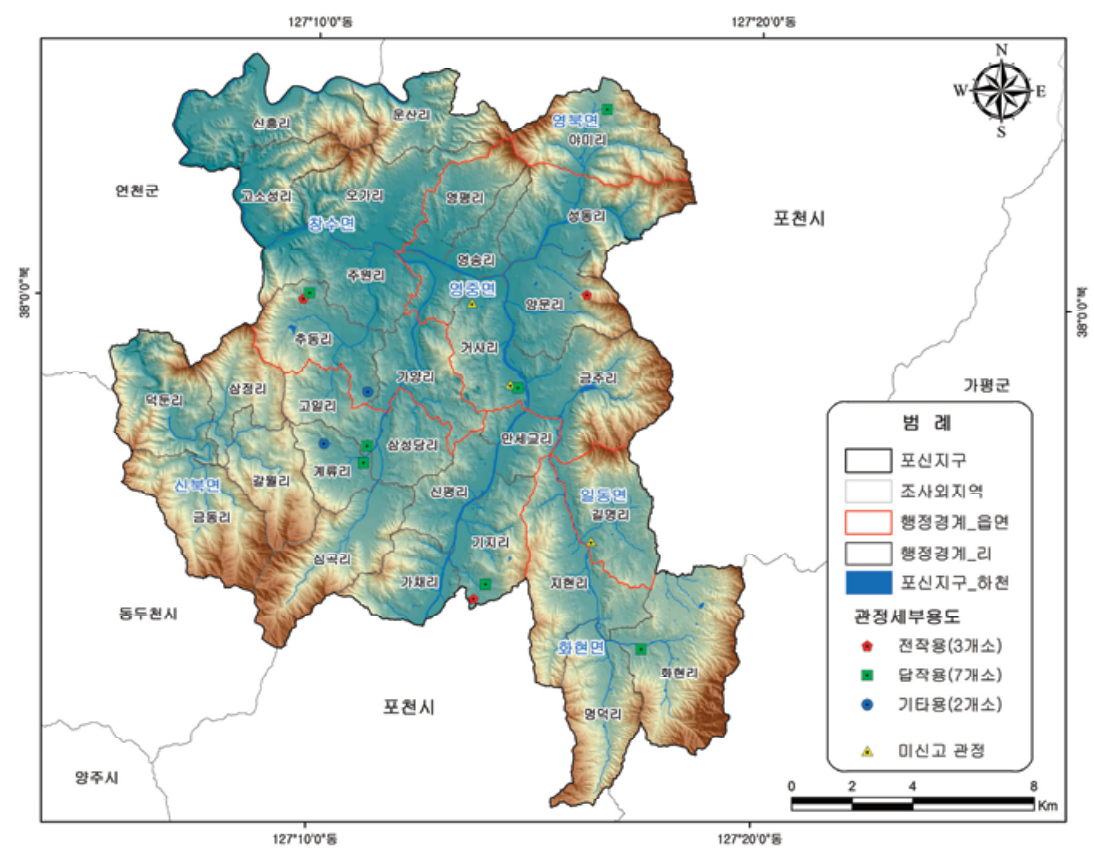 127°10'0"동
127°20'0"동
N
W
E
S
영북면
야미리
운산리
신흥리
연천군
고소성리
오가리
영평리
성동리
포천시
창수면
영송리
주원리
38°0'0"북
38°0'0"북
영중면
양문리
추동리
거사리
가양리
금주리
가평군
삼정리
덕둔리
고일리
만세교리
삼성당리
계류리
갈월리
신북면
신평리
일동면
길명리
금동리
기지리
심곡리
가채리
지현리
동두천시
화현면
화현리
포천시
명덕리
양주시
범 례
포신지구
조사외지역
행정경계_읍면
행정경계_리
포신지구_하천
관정세부용도
전작용(3개소)
답작용(7개소)
기타용(2개소)
미신고 관정
0 2 4 8
Km
127°10'0"동
127°20'0"동